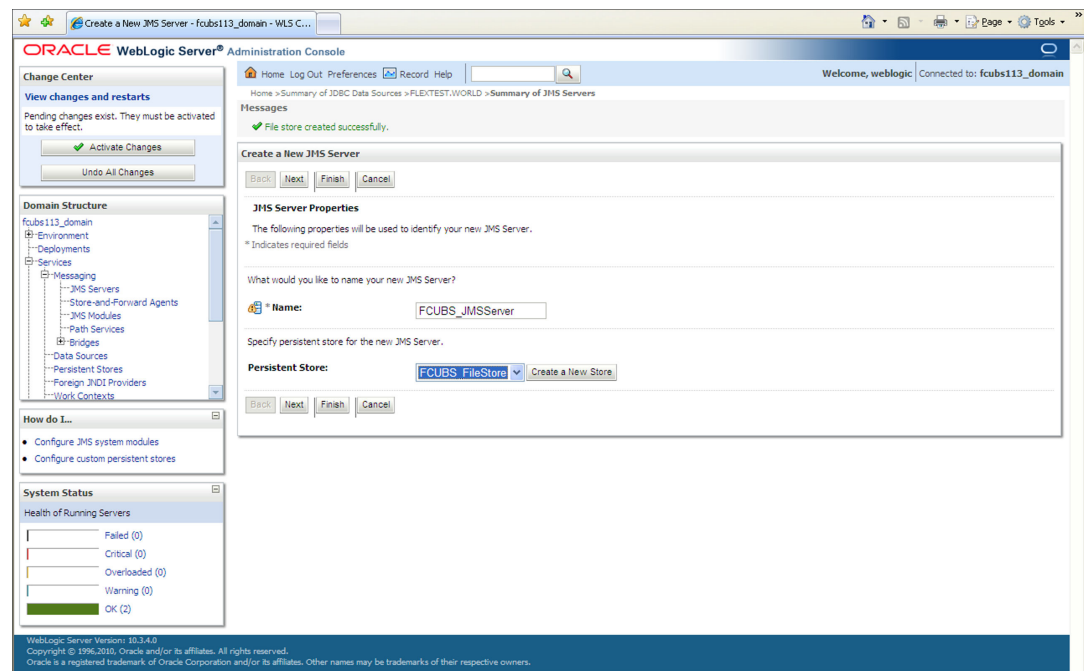 Create a New JMS Server - fcubs113_domain - WLS C...
Page
Tools
»
ORACLE WebLogic Server® Administration Console
Change Center
View changes and restarts
Pending changes exist. They must be activated
to take effect.
Activate Changes
Undo All Changes
Domain Structure
fcubs113_domain
Environment
Deployments
Services
Messaging
JMS Servers
Store-and-Forward Agents
JMS Modules
Path Services
Bridges
Data Sources
Persistent Stores
Foreign JNDI Providers
Work Contexts
How do I...
Configure JMS system modules
Configure custom persistent stores
System Status
Health of Running Servers
Failed (0)
Critical (0)
Overloaded (0)
Warning (0)
OK (2)
Home Log Out Preferences Record Help
Welcome, weblogic Connected to: fcubs113_domain
Home >Summary of JDBC Data Sources >FLEXTEST.WORLD >Summary of JMS Servers
Messages
File store created successfully.
Create a New JMS Server
Back Next Finish Cancel
JMS Server Properties
The following properties will be used to identify your new JMS Server.
* Indicates required fields
What would you like to name your new JMS Server?
* Name: FCUBS_JMSServer
Specify persistent store for the new JMS Server.
Persistent Store: FCUBS_FileStore Create a New Store
Back Next Finish Cancel
WebLogic Server Version: 10.3.4.0
Copyright © 1996,2010, Oracle and/or its affiliates. All rights reserved.
Oracle is a registered trademark of Oracle Corporation and/or its affiliates. Other names may be trademarks of their respective owners.